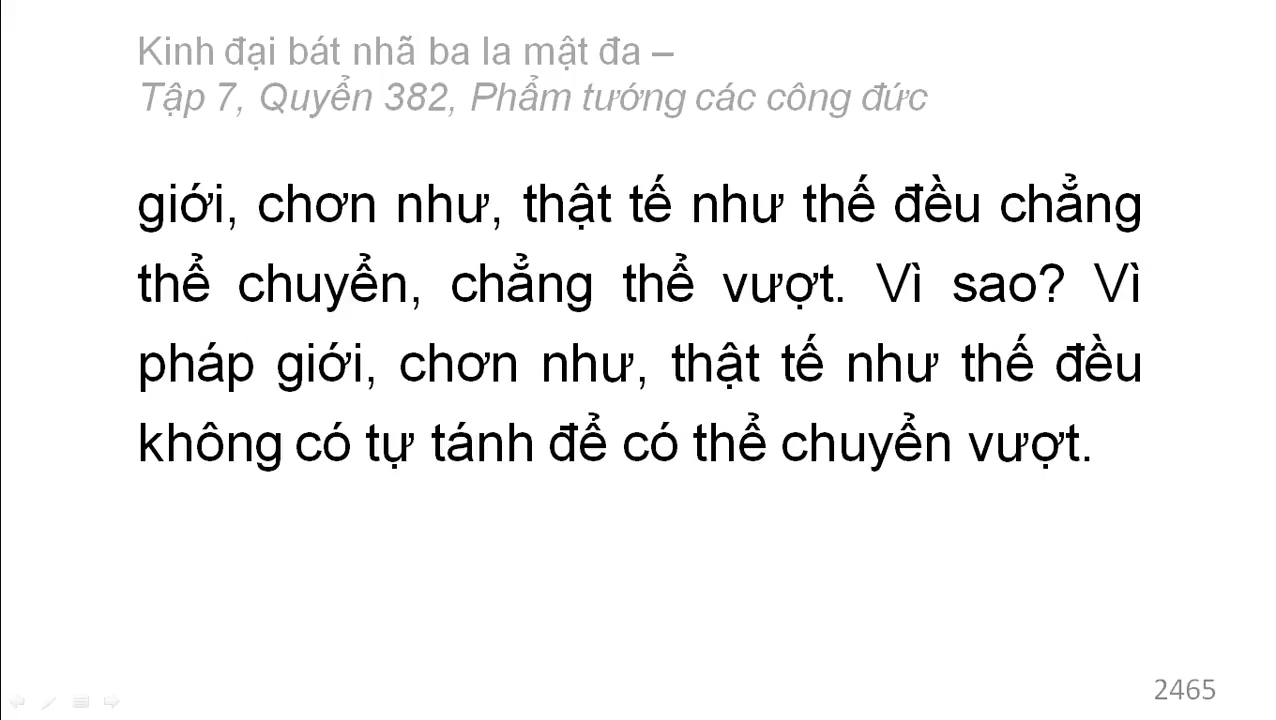 Kinh đại bát nhã ba la mật đa –
Tập 7, Quyển 382, Phẩm tướng các công đức
giới, chơn như, thật tế như thế đều chẳng
thể chuyển, chẳng thể vượt. Vì sao? Vì
pháp giới, chơn như, thật tế như thế đều
không có tự tánh để có thể chuyển vượt.
2465